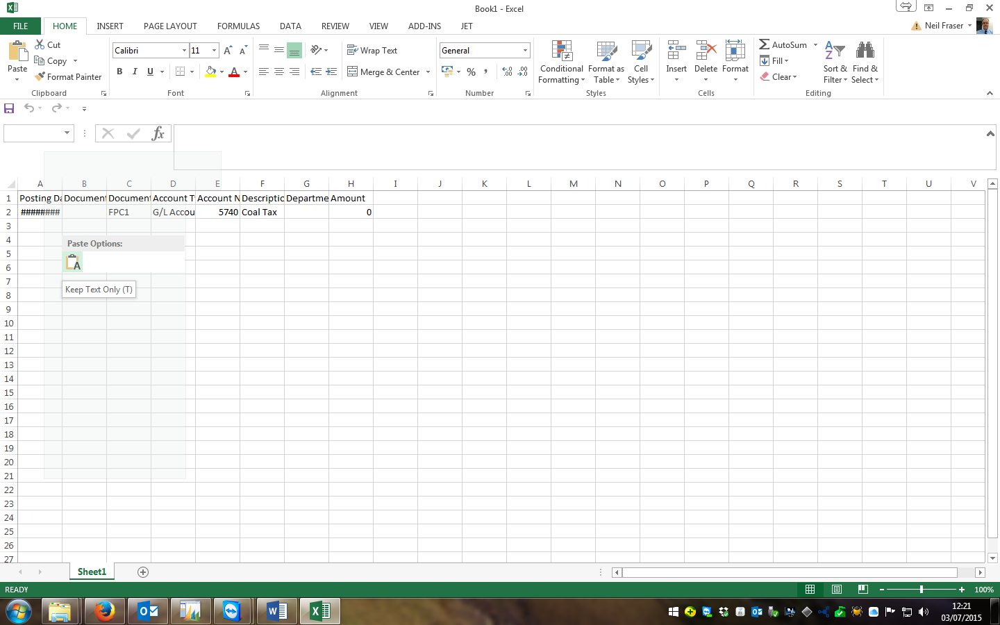 Book1 - Excel
FILE HOME INSERT PAGE LAYOUT FORMULAS DATA REVIEW VIEW ADD-INS JET Neil Fraser
Paste Cut Copy Format Painter Clipboard
Calibri 11 B I U A Font
Wrap Text Merge & Center Alignment
General % , Number
Conditional Formatting Format as Table Cell Styles Styles
Insert Delete Format Cells
AutoSum Fill Clear Sort & Filter Find & Select Editing
fx
A B C D E F G H I J K L M N O P Q R S T U V
1 Posting Da Document Document Account T Account N Descriptio Departme Amount
2 ######## FPC1 G/L Accou 5740 Coal Tax 0
3
4
Paste Options:
5
6
7
Keep Text Only (T)
8
9
10
11
12
13
14
15
16
17
18
19
20
21
22
23
24
25
26
27
Sheet1
READY 100%
12:21
03/07/2015